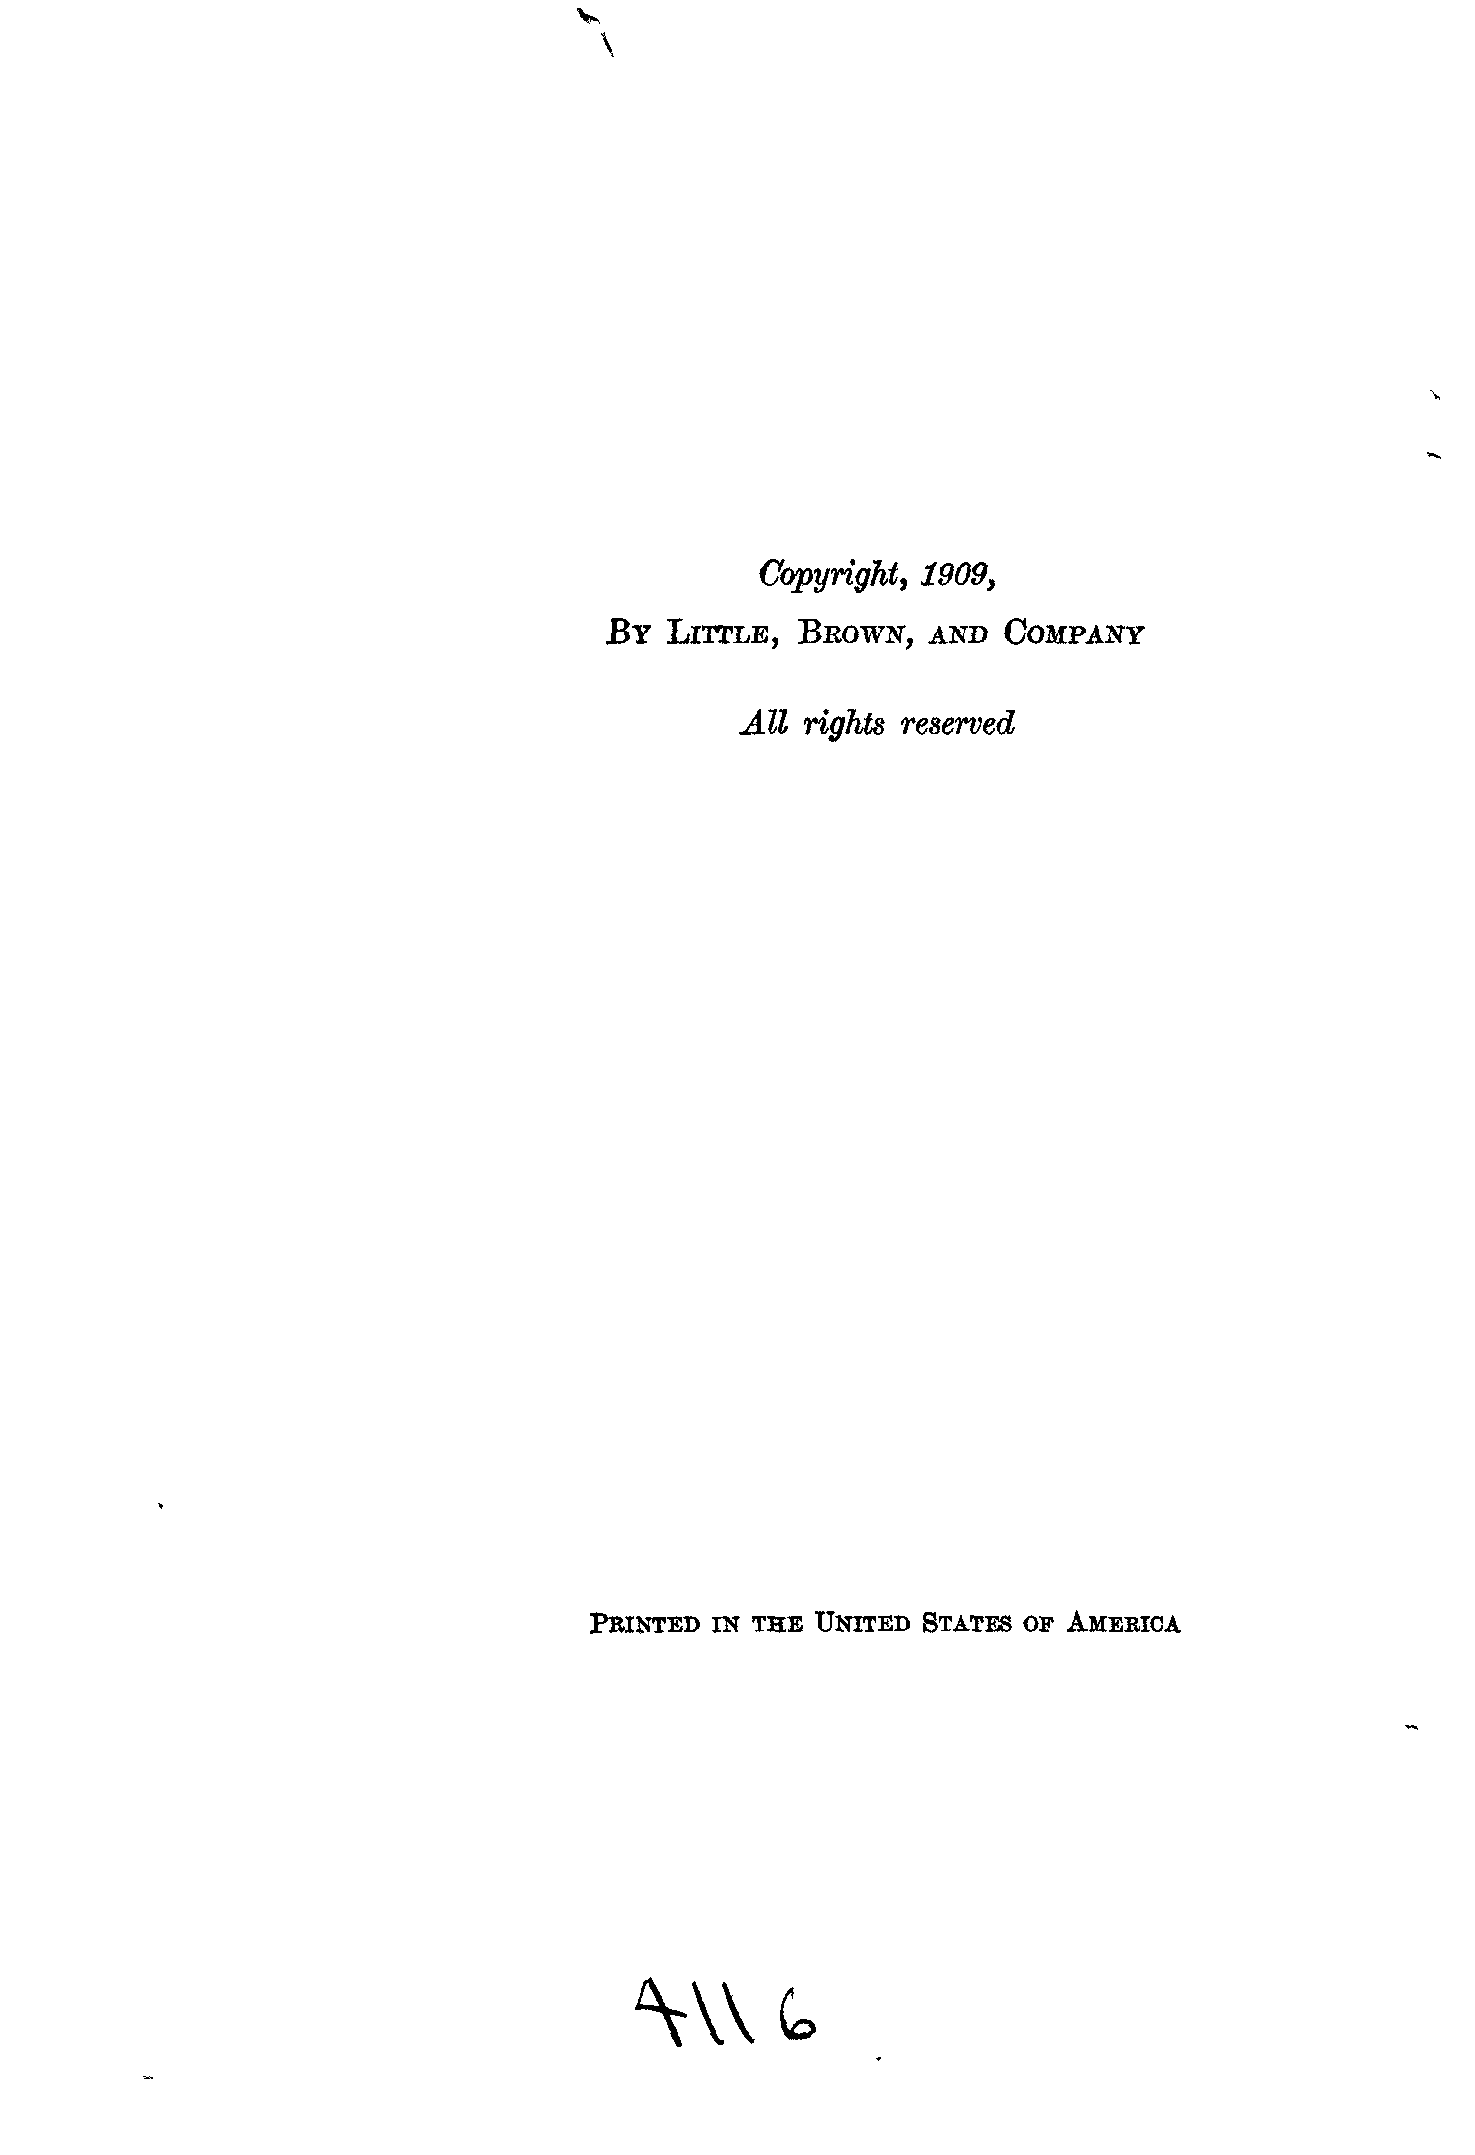 Copyright, 1909,
By Little, Brown, and Company
All rights reserved
Printed in the United States of America
4116